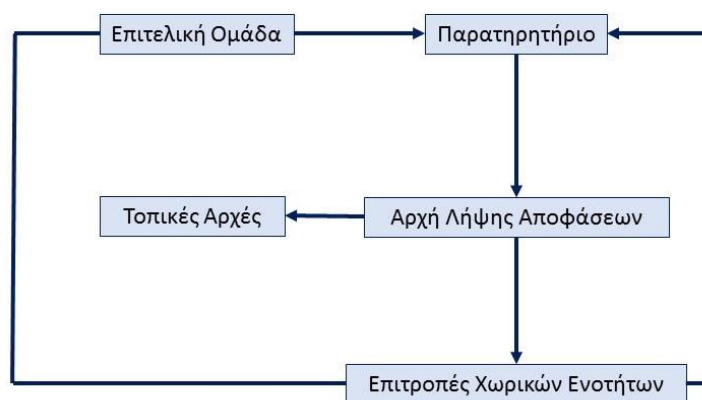 Επιτελική Ομάδα
Παρατηρητήριο
Τοπικές Αρχές
Αρχή Λήψης Αποφάσεων
Επιτροπές Χωρικών Ενοτήτων